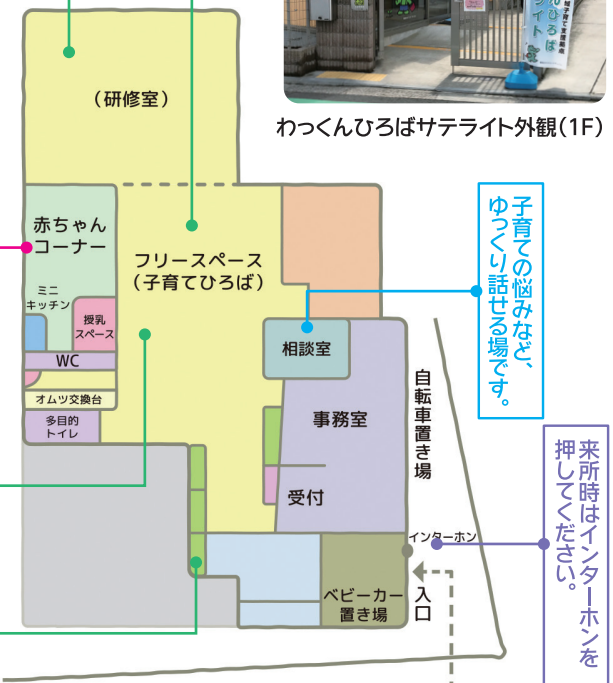 わっくんひろばサテライト外観(1F)
(研修室)
赤ちゃん
コーナー
フリースペース
(子育てひろば)
ミニ
キッチン
授乳
スペース
WC
オムツ交換台
多目的
トイレ
相談室
事務室
受付
自転車置き場
子育ての悩みなど、
ゆっくり話せる場です。
来所時はインターホンを
押してください。
インターホン
入口
ベビーカー
置き場